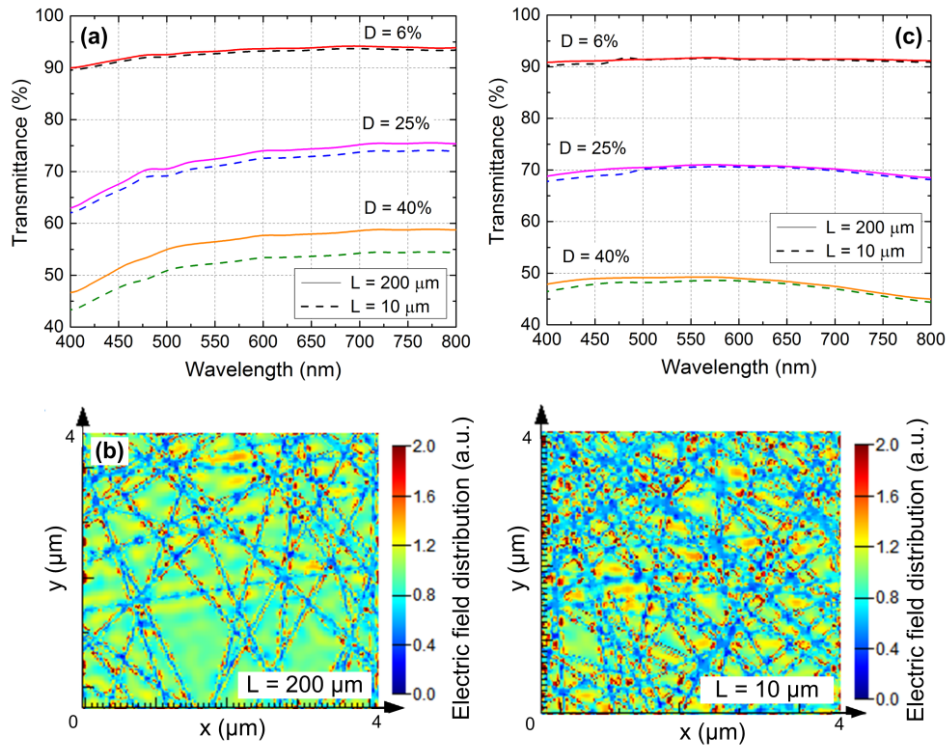 (a)
D = 6%
D = 25%
D = 40%
L = 200 μm
L = 10 μm
100
90
80
70
60
50
40
Transmittance (%)
400 450 500 550 600 650 700 750 800
Wavelength (nm)
(c)
D = 6%
D = 25%
D = 40%
L = 200 μm
L = 10 μm
100
90
80
70
60
50
40
Transmittance (%)
400 450 500 550 600 650 700 750 800
Wavelength (nm)
(b)
4
y (μm)
L = 200 μm
0
x (μm)
4
2.0
1.6
1.2
0.8
0.4
0.0
Electric field distribution (a.u.)
4
y (μm)
L = 10 μm
0
x (μm)
4
2.0
1.6
1.2
0.8
0.4
0.0
Electric field distribution (a.u.)